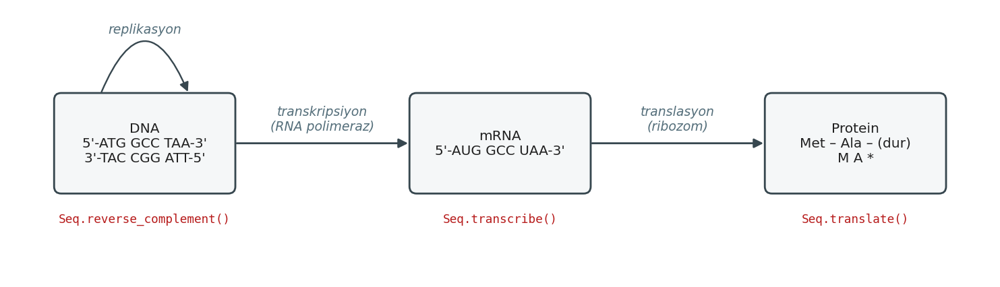 replikasyon
DNA
5'-ATG GCC TAA-3'
3'-TAC CGG ATT-5'
Seq.reverse_complement()
transkripsiyon
(RNA polimeraz)
mRNA
5'-AUG GCC UAA-3'
Seq.transcribe()
translasyon
(ribozom)
Protein
Met – Ala – (dur)
M A *
Seq.translate()